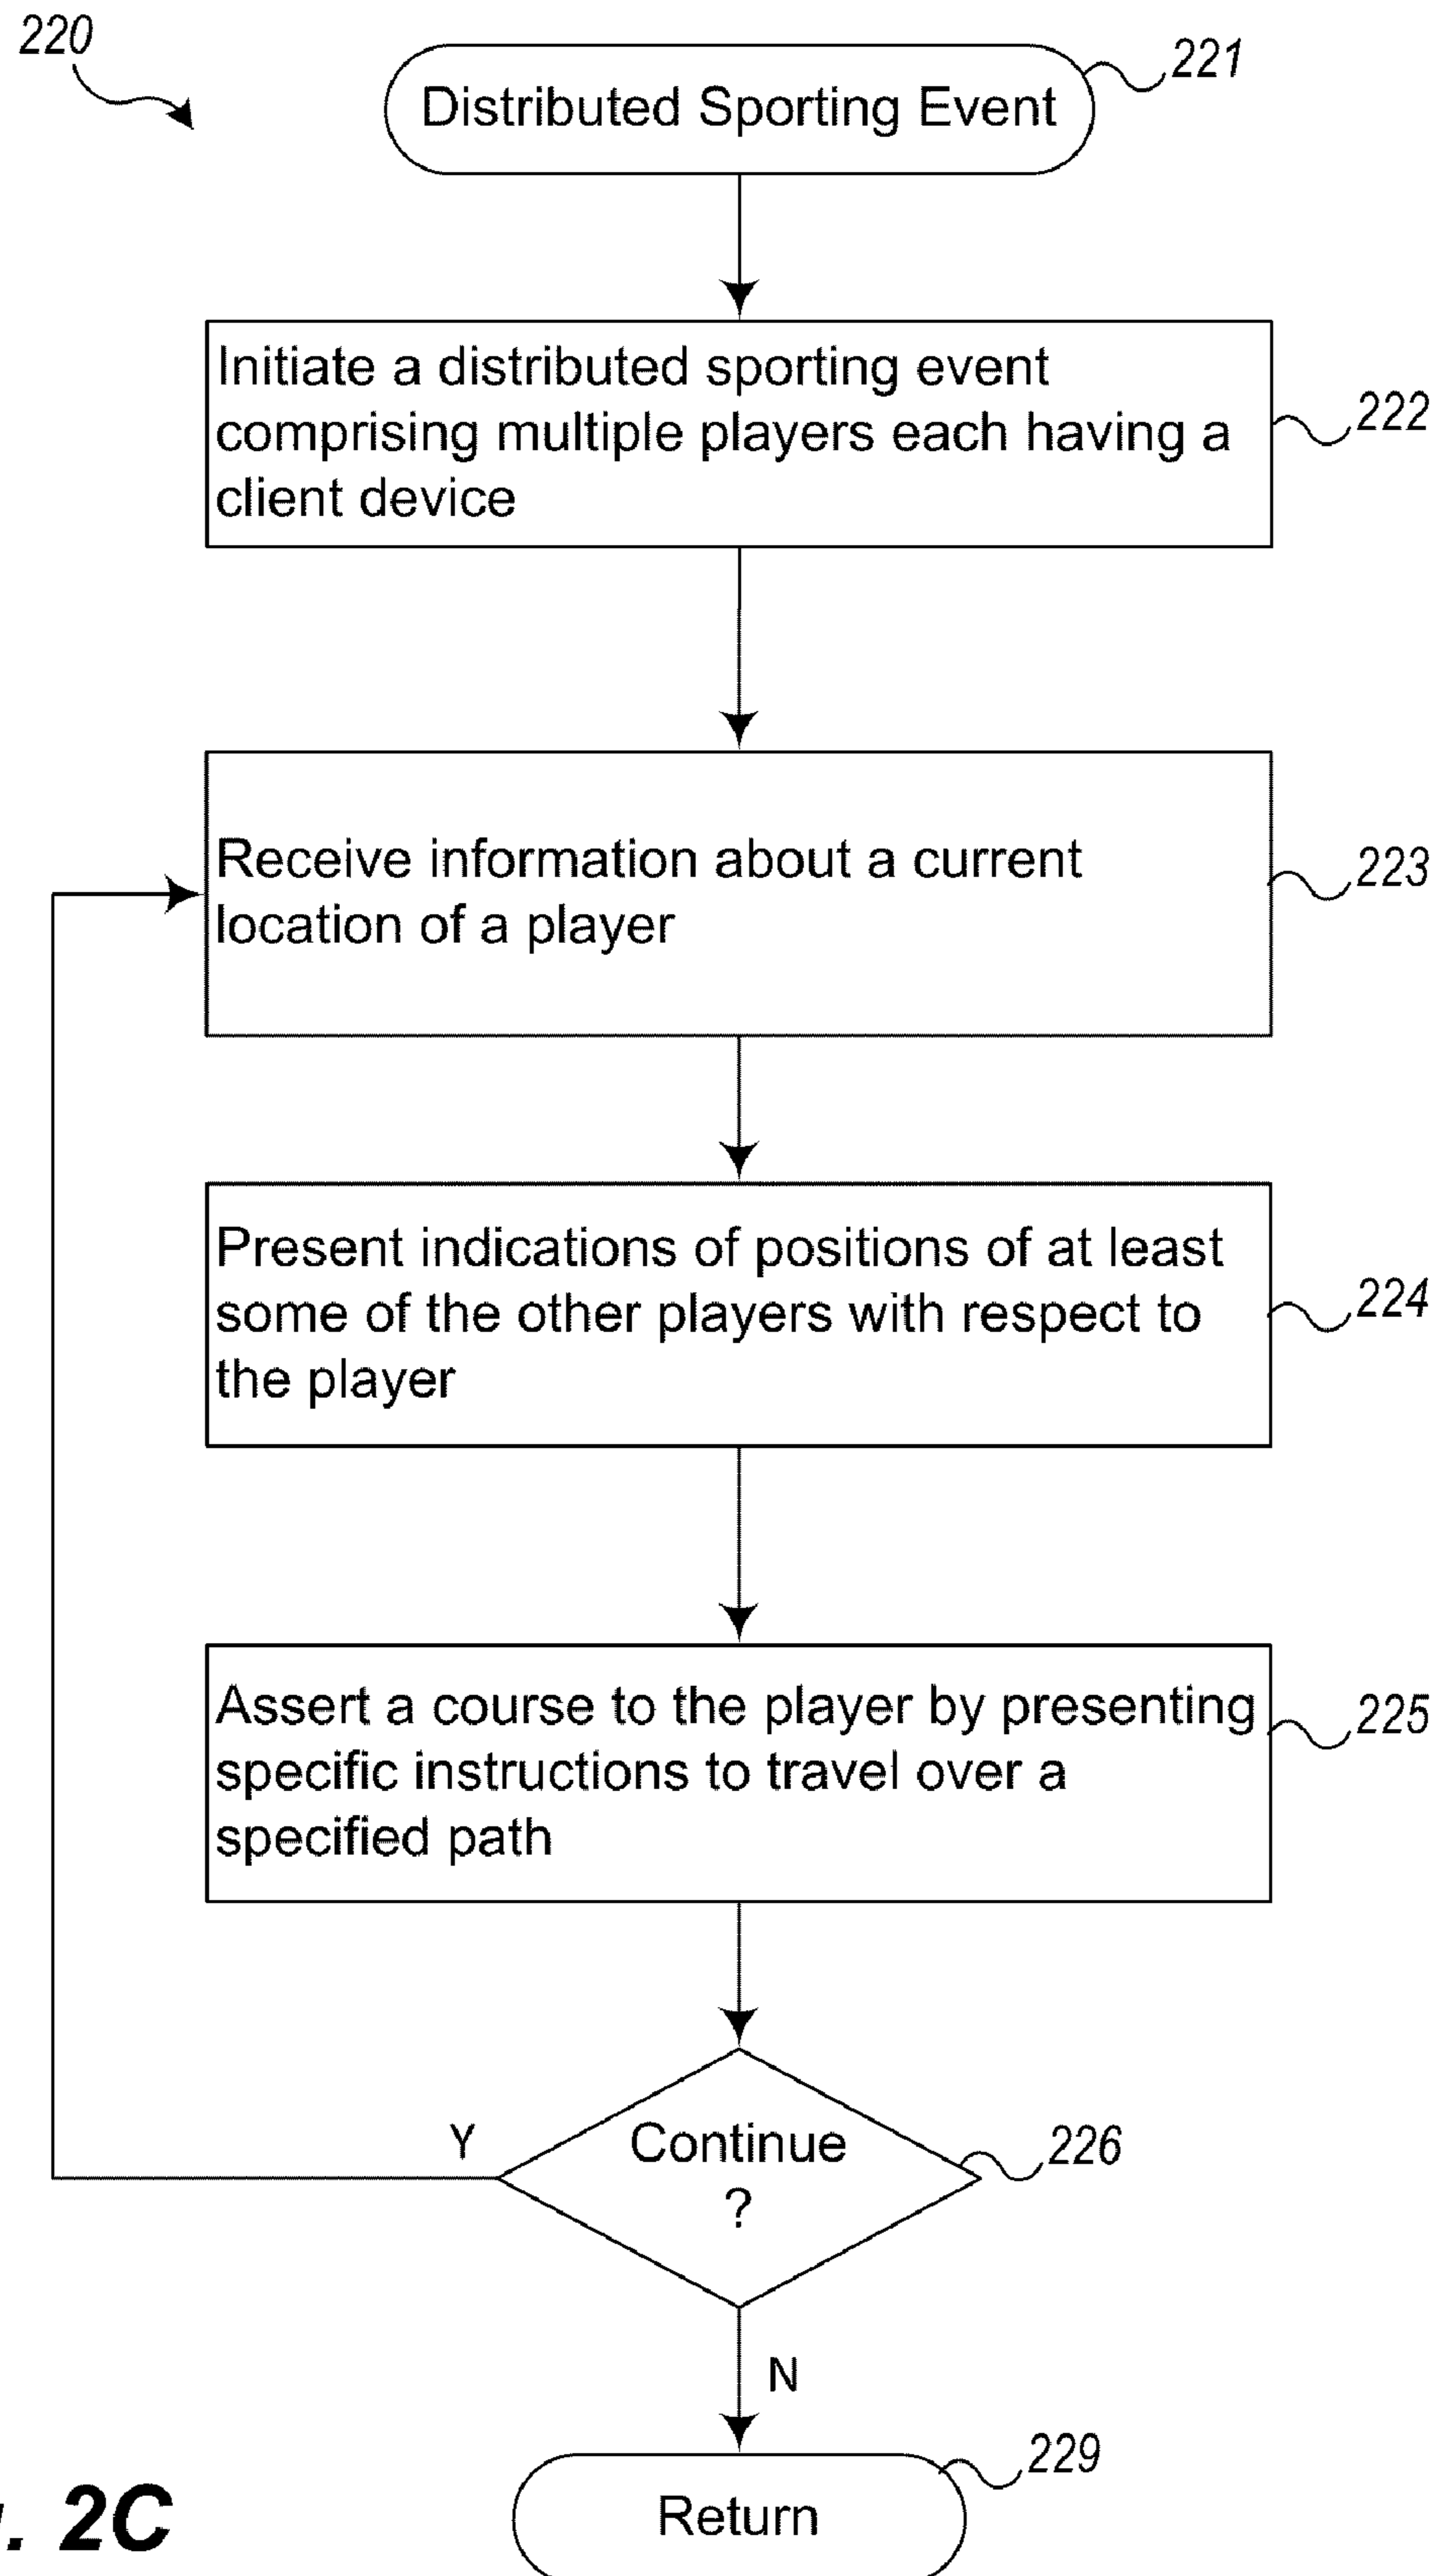 220
Distributed Sporting Event
221
Initiate a distributed sporting event
comprising multiple players each having a
client device
222
Receive information about a current
location of a player
223
Present indications of positions of at least
some of the other players with respect to
the player
224
Assert a course to the player by presenting
specific instructions to travel over a
specified path
225
Continue
?
226
Y
N
229
Return
. 2C